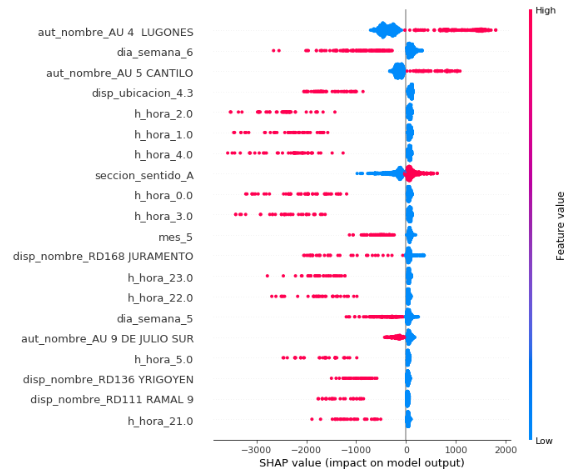 High
aut_nombre_AU 4  LUGONES
dia_semana_6
aut_nombre_AU 5 CANTILO
disp_ubicacion_4.3
h_hora_2.0
h_hora_1.0
h_hora_4.0
seccion_sentido_A
h_hora_0.0
h_hora_3.0
mes_5
disp_nombre_RD168 JURAMENTO
h_hora_23.0
h_hora_22.0
dia_semana_5
aut_nombre_AU 9 DE JULIO SUR
h_hora_5.0
disp_nombre_RD136 YRIGOYEN
disp_nombre_RD111 RAMAL 9
h_hora_21.0
Feature value
Low
−3000 −2000 −1000 0 1000 2000
SHAP value (impact on model output)